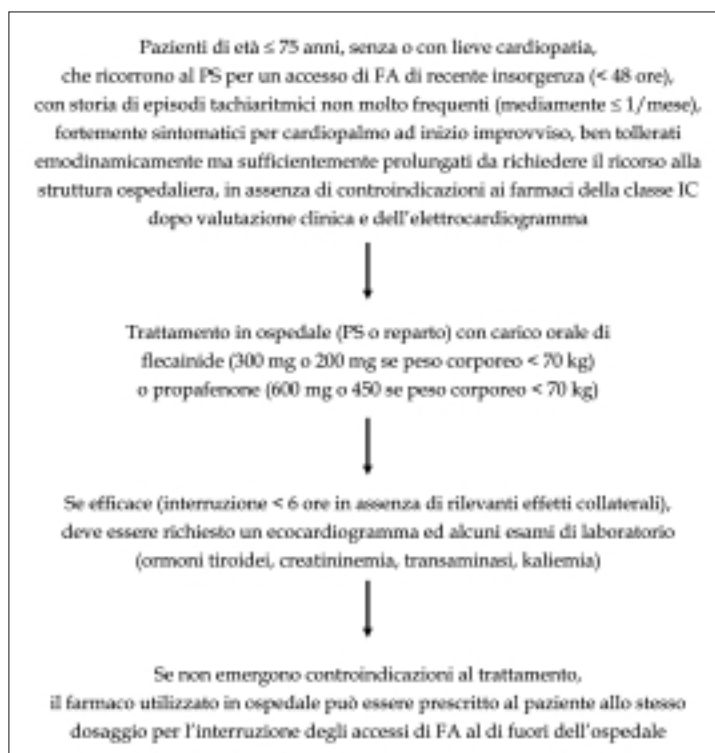 Pazienti di età ≤ 75 anni, senza o con lieve cardiopatia,
che ricorrono al PS per un accesso di FA di recente insorgenza (< 48 ore),
con storia di episodi tachiaritmici non molto frequenti (mediamente ≤ 1/mese),
fortemente sintomatici per cardiopalmo ad inizio improvviso, ben tollerati
emodinamicamente ma sufficientemente prolungati da richiedere il ricorso alla
struttura ospedaliera, in assenza di controindicazioni ai farmaci della classe IC
dopo valutazione clinica e dell'elettrocardiogramma
Trattamento in ospedale (PS o reparto) con carico orale di
flecainide (300 mg o 200 mg se peso corporeo < 70 kg)
o propafenone (600 mg o 450 se peso corporeo < 70 kg)
Se efficace (interruzione < 6 ore in assenza di rilevanti effetti collaterali),
deve essere richiesto un ecocardiogramma ed alcuni esami di laboratorio
(ormoni tiroidei, creatininemia, transaminasi, kaliemia)
Se non emergono controindicazioni al trattamento,
il farmaco utilizzato in ospedale può essere prescritto al paziente allo stesso
dosaggio per l'interruzione degli accessi di FA al di fuori dell'ospedale